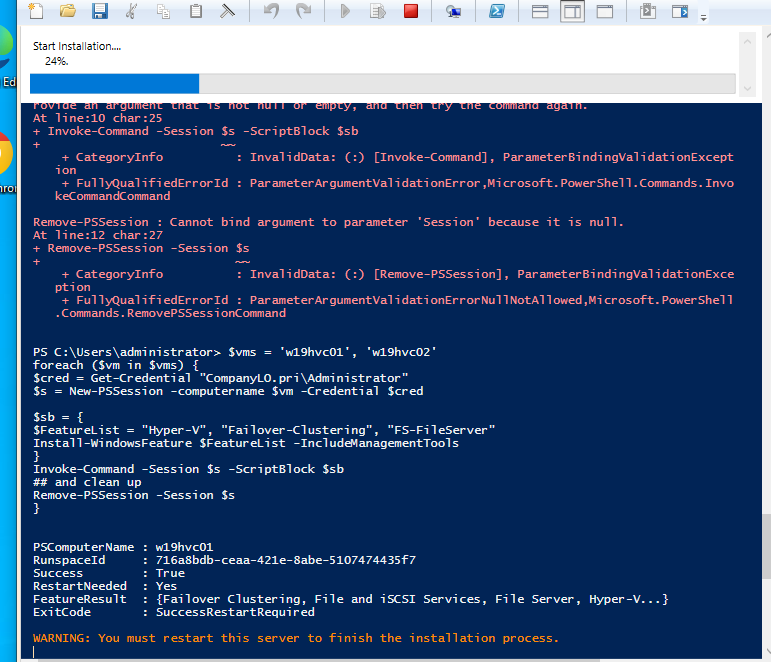 Start Installation....
24%.
Ed
rovide an argument that is not null or empty, and then try the command again.
At line:10 char:25
+ Invoke-Command -Session $s -ScriptBlock $sb
+                         ~~
    + CategoryInfo          : InvalidData: (:) [Invoke-Command], ParameterBindingValidationExcept
   ion
    + FullyQualifiedErrorId : ParameterArgumentValidationError,Microsoft.PowerShell.Commands.Invo
   keCommandCommand
Remove-PSSession : Cannot bind argument to parameter 'Session' because it is null.
At line:12 char:27
+ Remove-PSSession -Session $s
+                           ~~
    + CategoryInfo          : InvalidData: (:) [Remove-PSSession], ParameterBindingValidationExce
   ption
    + FullyQualifiedErrorId : ParameterArgumentValidationErrorNullNotAllowed,Microsoft.PowerShell
   .Commands.RemovePSSessionCommand
hron
PS C:\Users\administrator> $vms = 'w19hvc01', 'w19hvc02'
foreach ($vm in $vms) {
$cred = Get-Credential "CompanyLO.pri\Administrator"
$s = New-PSSession -computername $vm -Credential $cred
$sb = {
$FeatureList = "Hyper-V", "Failover-Clustering", "FS-FileServer"
Install-WindowsFeature $FeatureList -IncludeManagementTools
}
Invoke-Command -Session $s -ScriptBlock $sb
## and clean up
Remove-PSSession -Session $s
}
PSComputerName : w19hvc01
RunspaceId     : 716a8bdb-ceaa-421e-8abe-5107474435f7
Success        : True
RestartNeeded  : Yes
FeatureResult  : {Failover Clustering, File and iSCSI Services, File Server, Hyper-V...}
ExitCode       : SuccessRestartRequired
WARNING: You must restart this server to finish the installation process.